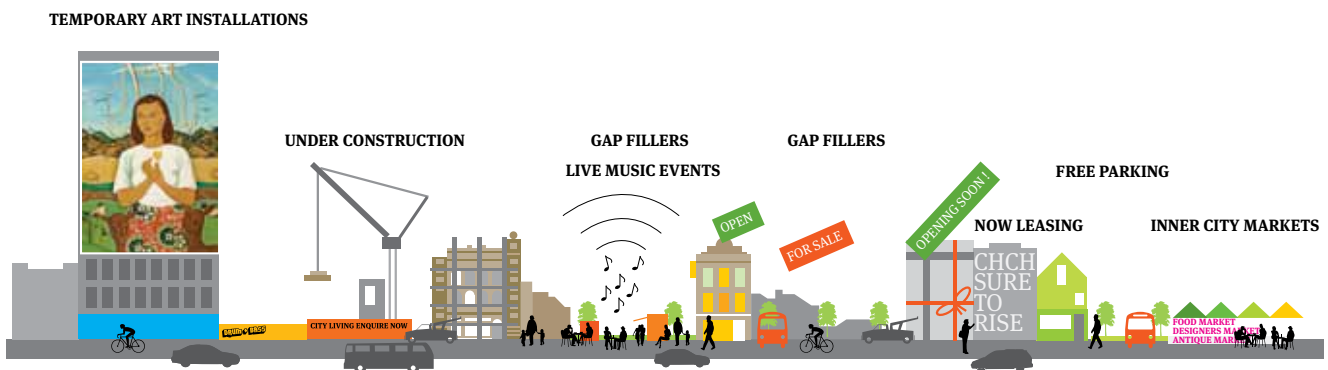 TEMPORARY ART INSTALLATIONS
UNDER CONSTRUCTION
GAP FILLERS
GAP FILLERS
LIVE MUSIC EVENTS
FREE PARKING
OPEN
FOR SALE
OPENING SOON !
NOW LEASING
INNER CITY MARKETS
CHCH
SURE
TO
RISE
CITY LIVING ENQUIRE NOW
FOOD MARKET
DESIGNERS MARKET
ANTIQUE MARKET